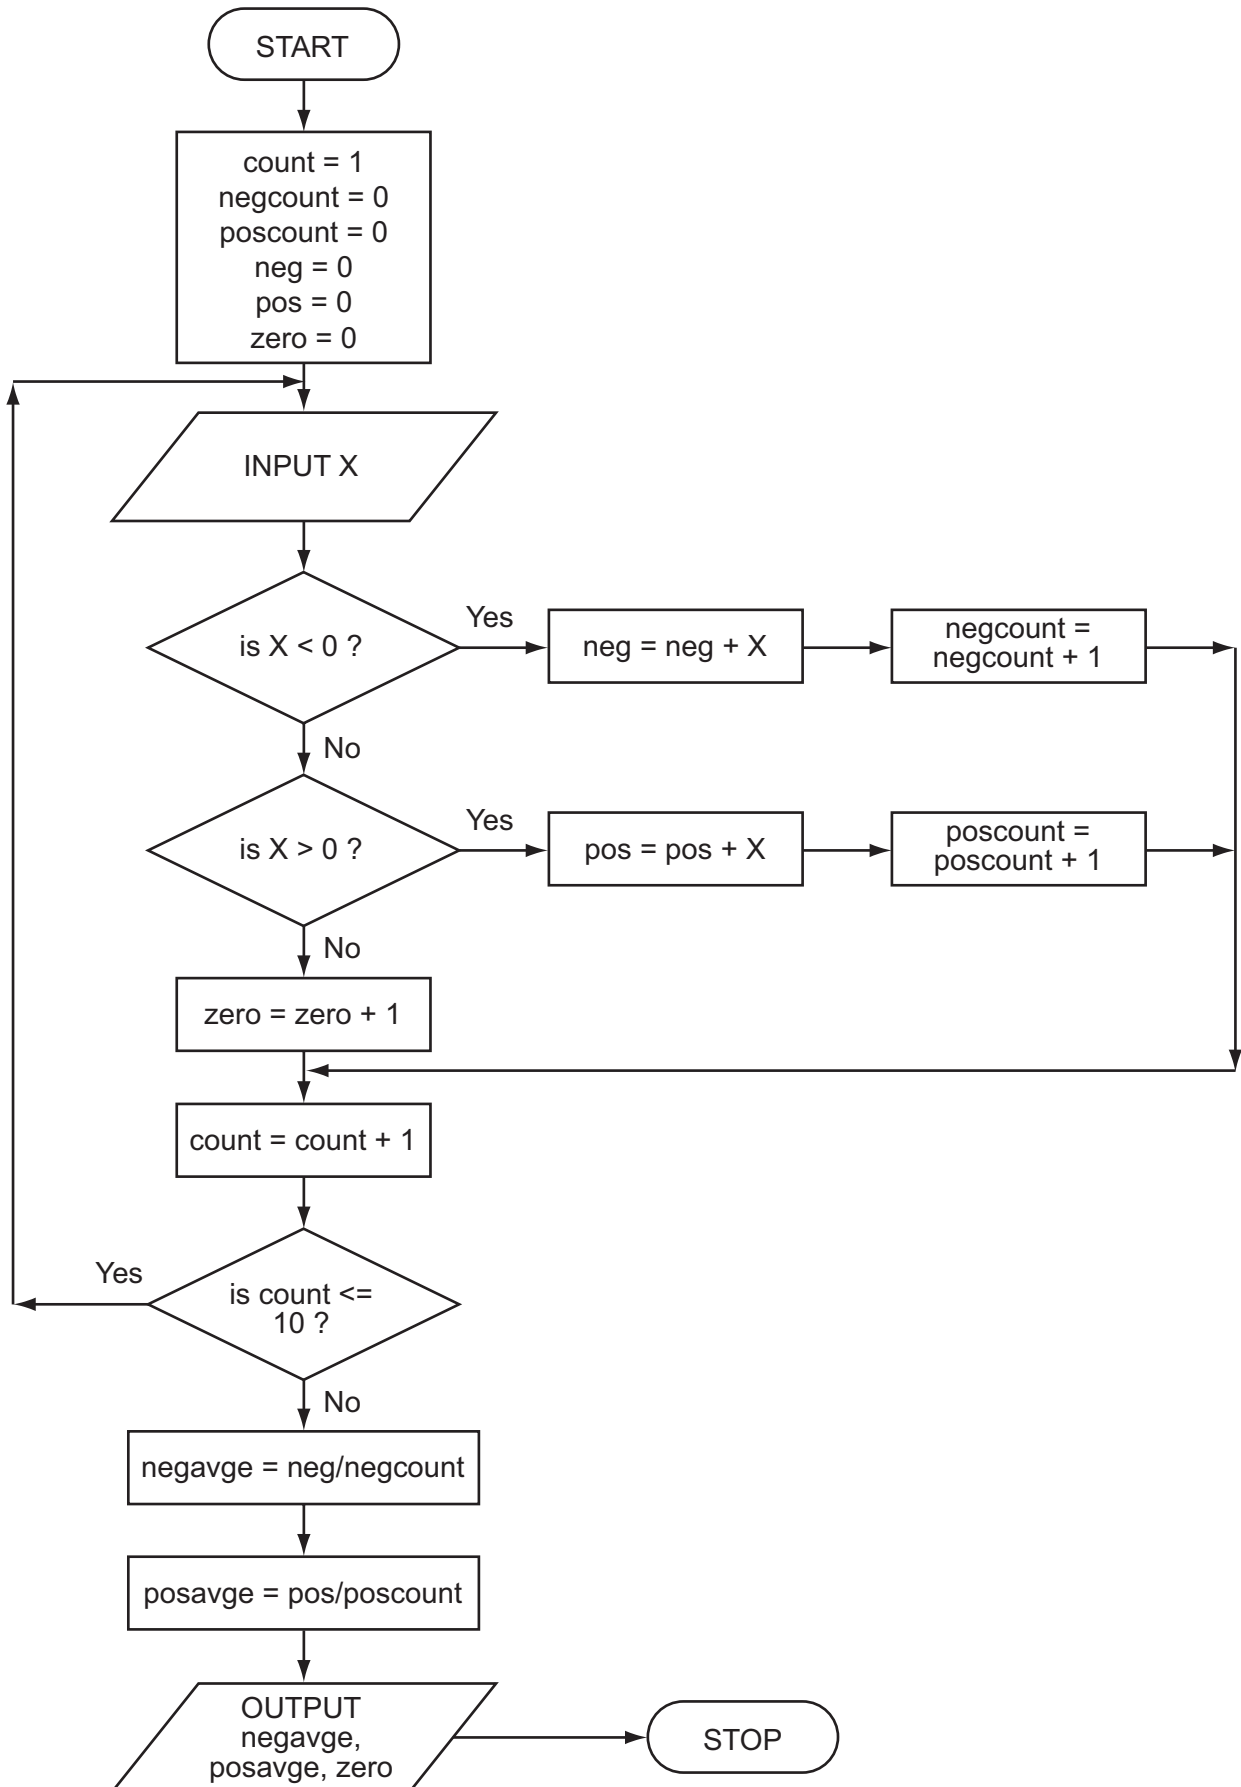 START
count = 1
negcount = 0
poscount = 0
neg = 0
pos = 0
zero = 0
INPUT X
is X < 0 ?
Yes
neg = neg + X
negcount =
negcount + 1
No
is X > 0 ?
Yes
pos = pos + X
poscount =
poscount + 1
No
zero = zero + 1
count = count + 1
Yes
is count <=
10 ?
No
negavge = neg/negcount
posavge = pos/poscount
OUTPUT
negavge,
posavge, zero
STOP